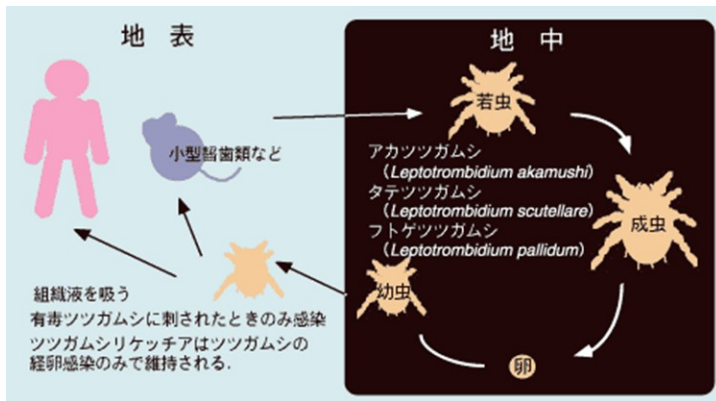 地表
地中
若虫
小型齧歯類など
アカツツガムシ
（Leptotrombidium akamushi）
タテツツガムシ
（Leptotrombidium scutellare）
フトゲツツガムシ
（Leptotrombidium pallidum）
成虫
幼虫
卵
組織液を吸う
有毒ツツガムシに刺されたときのみ感染
ツツガムシリケッチアはツツガムシの
経卵感染のみで維持される.